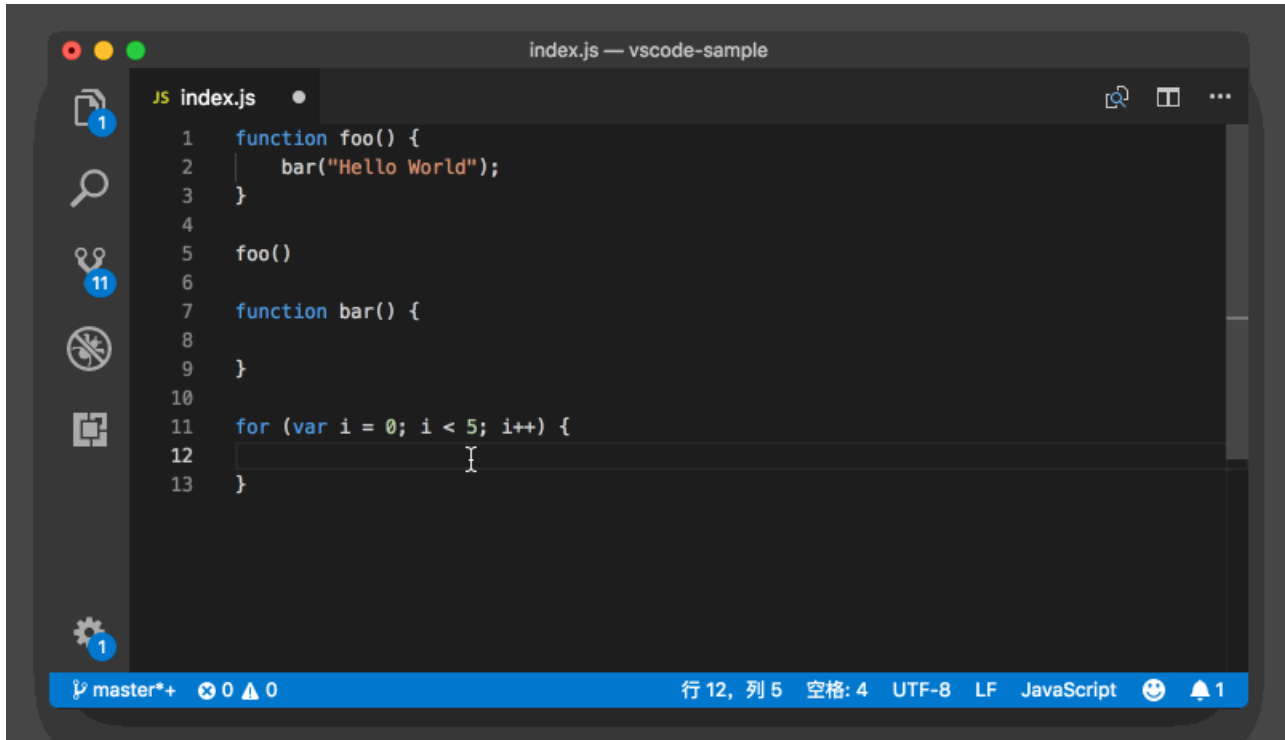 index.js — vscode-sample
JS index.js
1
1 function foo() {
2 bar("Hello World");
3 }
4
5 foo()
6
11
7 function bar() {
8
9 }
10
11 for (var i = 0; i < 5; i++) {
12
13 }
1
master*+ 0 0 行 12, 列 5 空格: 4 UTF-8 LF JavaScript 1